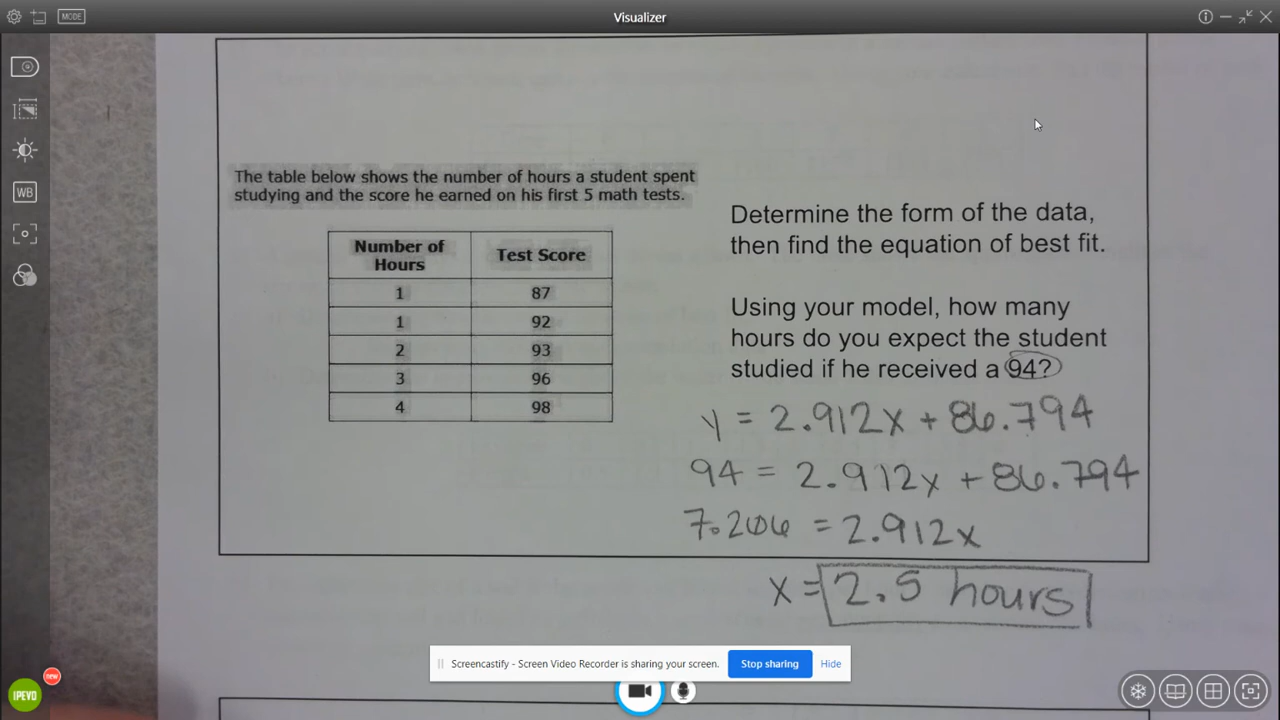 MODE
Visualizer
WB
The table below shows the number of hours a student spent
studying and the score he earned on his first 5 math tests.
Number of Hours Test Score
1 87
1 92
2 93
3 96
4 98
Determine the form of the data,
then find the equation of best fit.
Using your model, how many
hours do you expect the student
studied if he received a 94?
y = 2.912x + 86.794
94 = 2.912x + 86.794
7.206 = 2.912x
x = 2.5 hours
Screencastify - Screen Video Recorder is sharing your screen. Stop sharing Hide
new
IPEVO